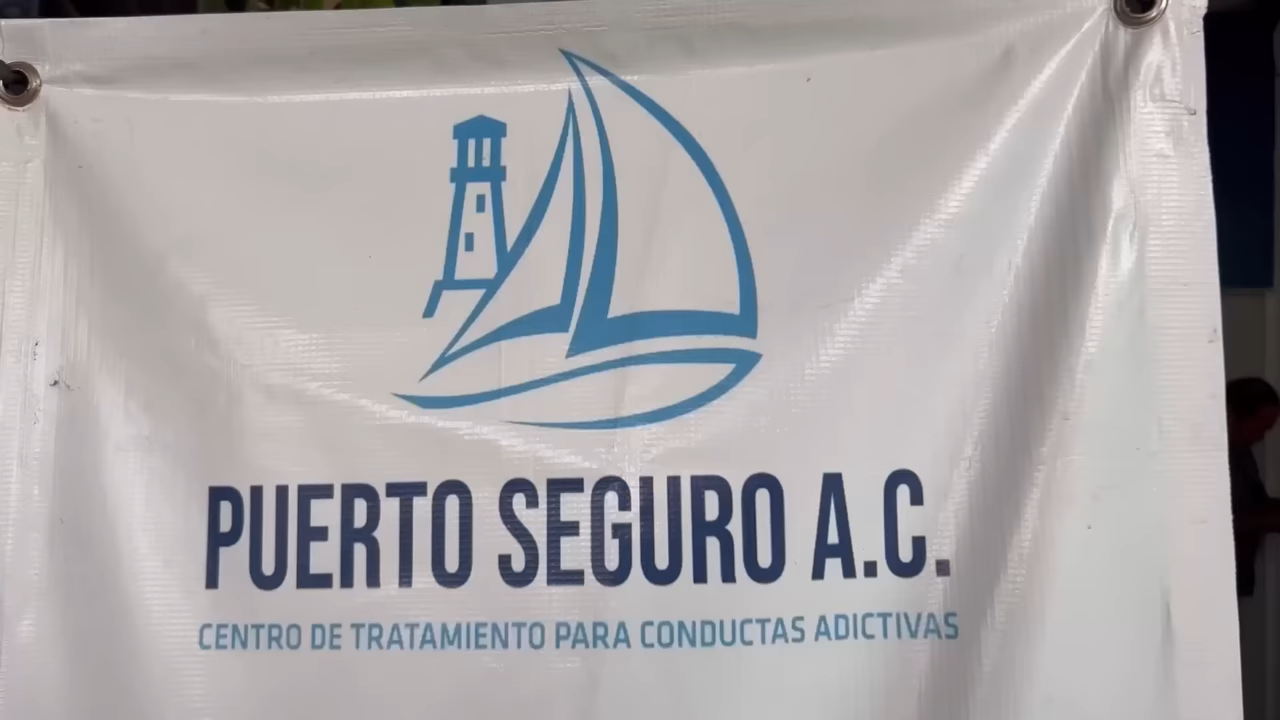 PUERTO SEGURO A.C.
CENTRO DE TRATAMIENTO PARA CONDUCTAS ADICTIVAS